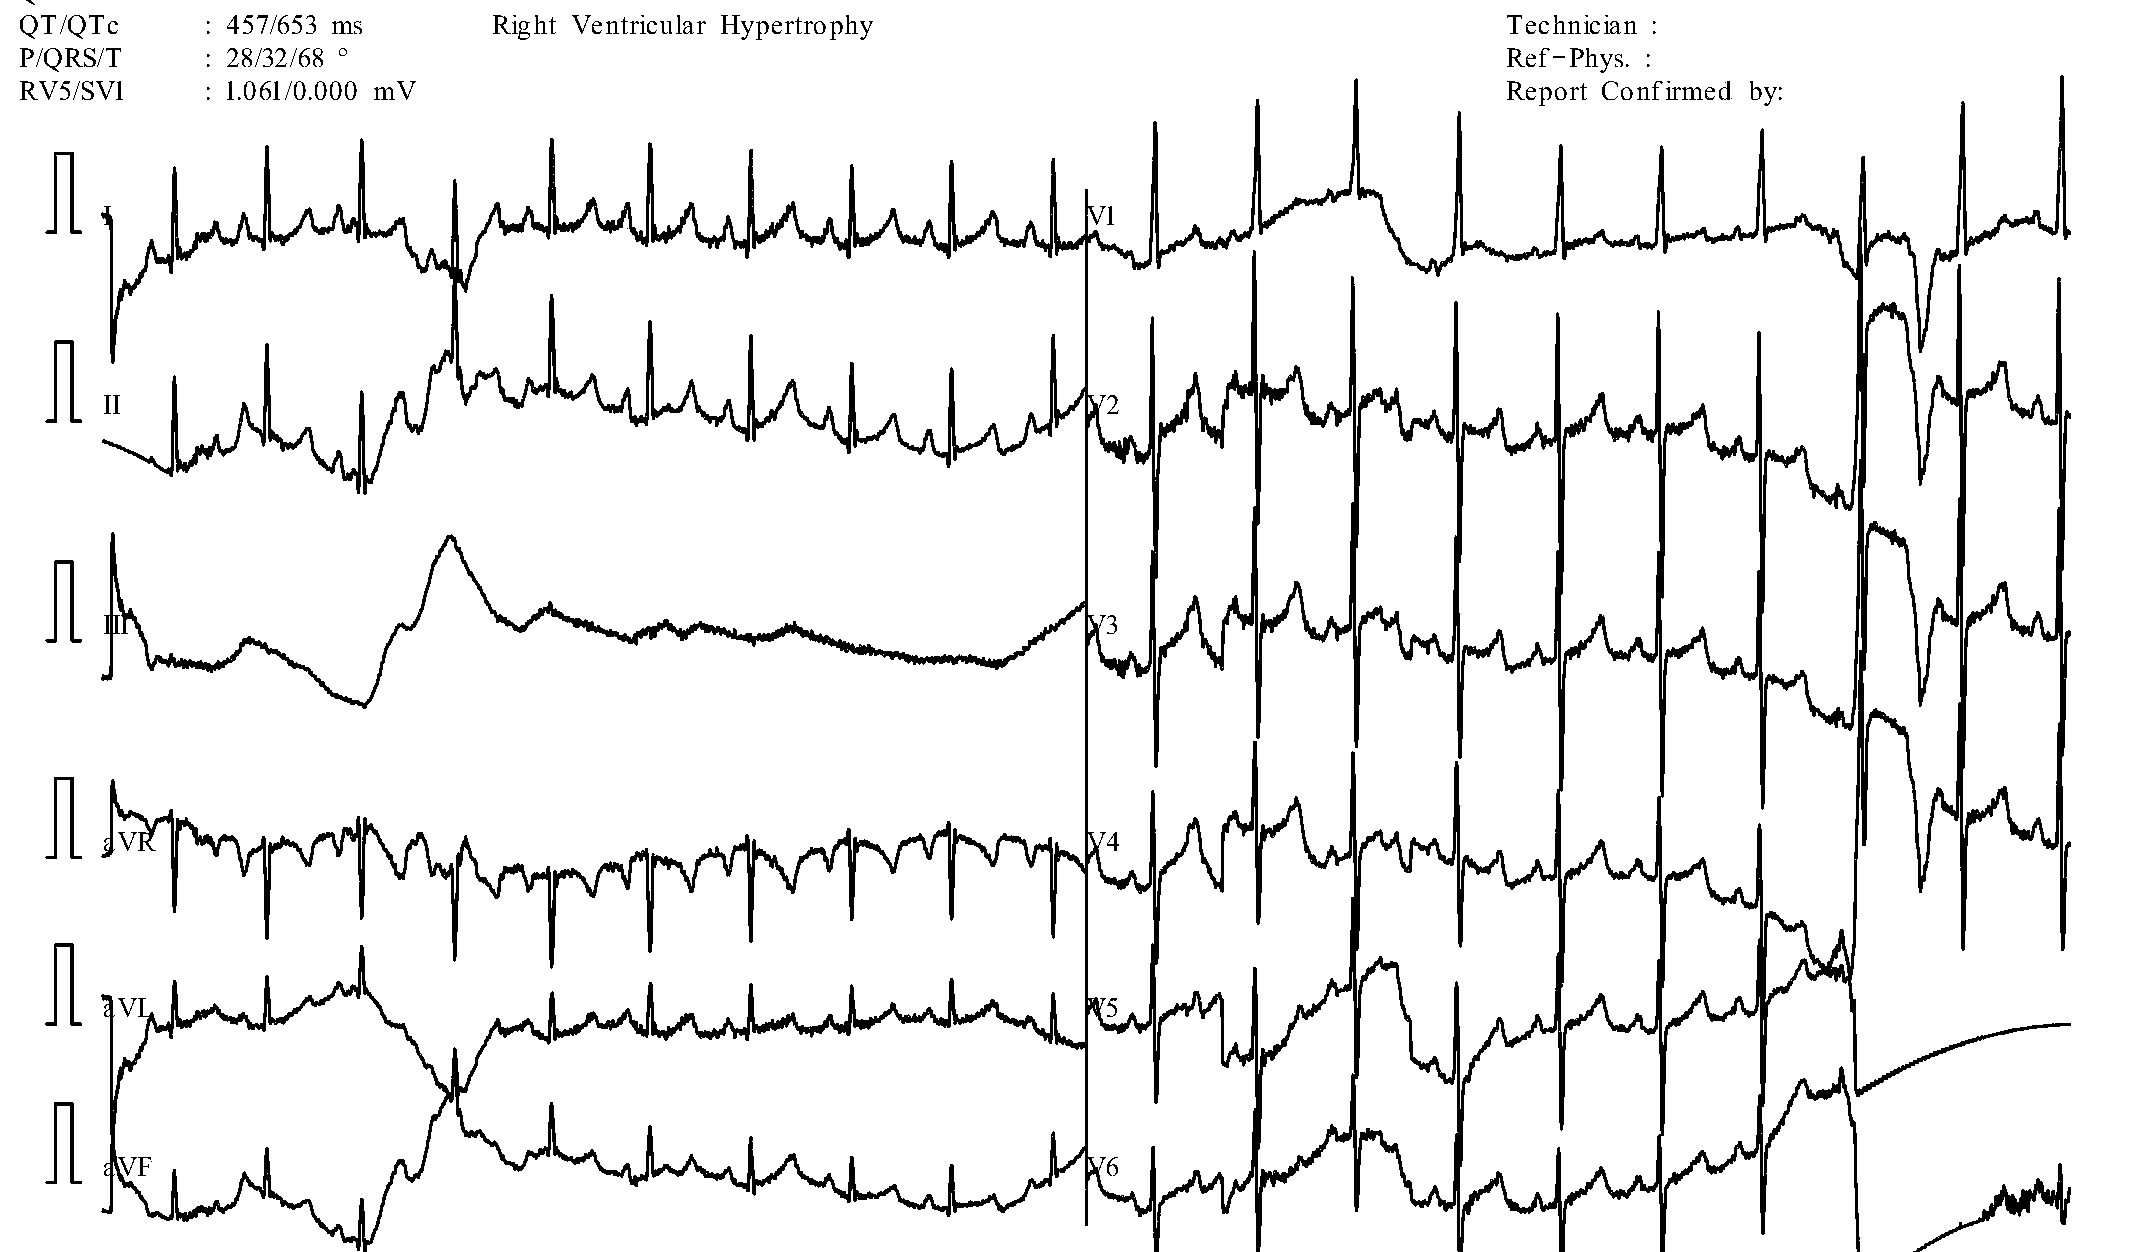 QT/QTc : 457/653 ms Right Ventricular Hypertrophy Technician :
P/QRS/T : 28/32/68 ° Ref-Phys. :
RV5/SV1 : 1.061/0.000 mV Report Confirmed by:
I V1
II V2
III V3
aVR V4
aVL V5
aVF V6